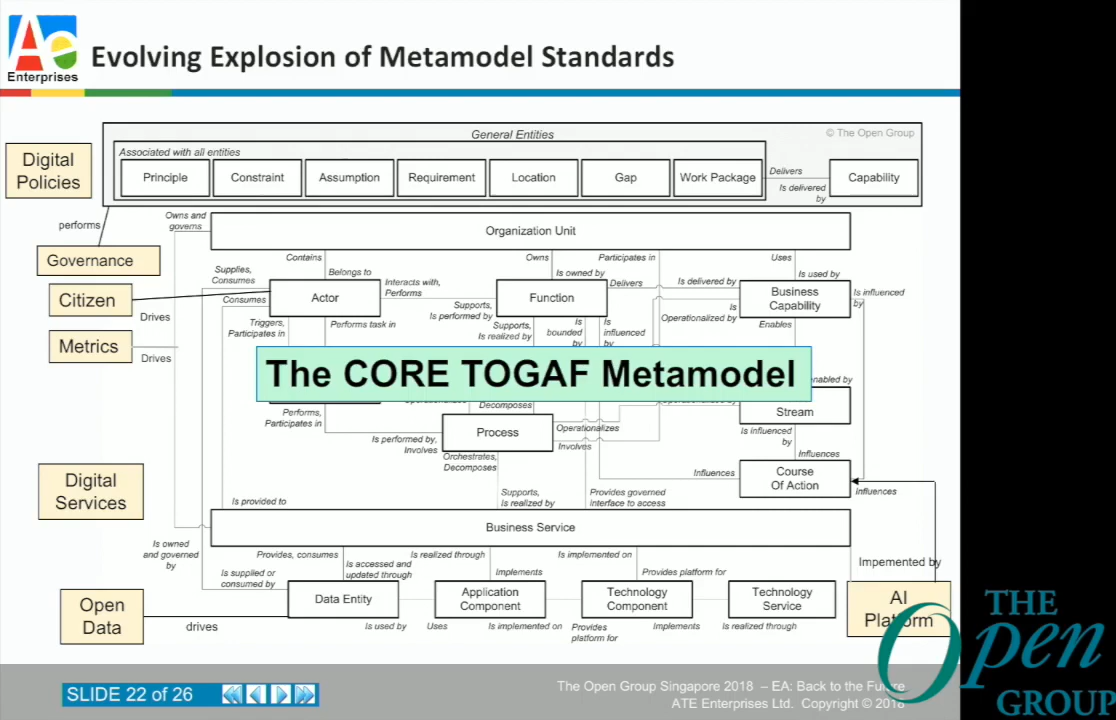 Ae
Enterprises
Evolving Explosion of Metamodel Standards
General Entities
© The Open Group
Associated with all entities
Digital
Policies
Principle
Constraint
Assumption
Requirement
Location
Gap
Work Package
Delivers
Is delivered
by
Capability
performs
Owns and
governs
Organization Unit
Governance
Contains
Belongs to
Owns
Is owned by
Participates in
Uses
Is used by
Supplies,
Consumes
Citizen
Consumes
Actor
Interacts with,
Performs
Function
Delivers
Is delivered by
Business
Capability
Is influenced
by
Drives
Supports,
Is performed by
Is
Operationalized by
Triggers,
Participates in
Performs task in
Supports,
Is realized by
Is
bounded
by
Is
influenced
by
Enables
Metrics
Drives
The CORE TOGAF Metamodel
enabled by
Decomposes
Stream
Performs,
Participates in
Is performed by,
Involves
Process
Operationalizes
Involves
Is influenced
by
Orchestrates,
Decomposes
Influences
Influences
Course
Of Action
Influences
Digital
Services
Is provided to
Supports,
Is realized by
Provides governed
interface to access
Business Service
Is owned
and governed
by
Provides, consumes
Is accessed and
updated through
Is realized through
Implements
Is implemented on
Provides platform for
Impemented by
Is supplied or
consumed by
Data Entity
Application
Component
Technology
Component
Technology
Service
AI
Platform
Open
Data
drives
Is used by
Uses
Is implemented on
Provides
platform for
Implements
Is realized through
THE
Open
GROUP
SLIDE 22 of 26
The Open Group Singapore 2018 – EA: Back to the Future
ATE Enterprises Ltd. Copyright © 2018